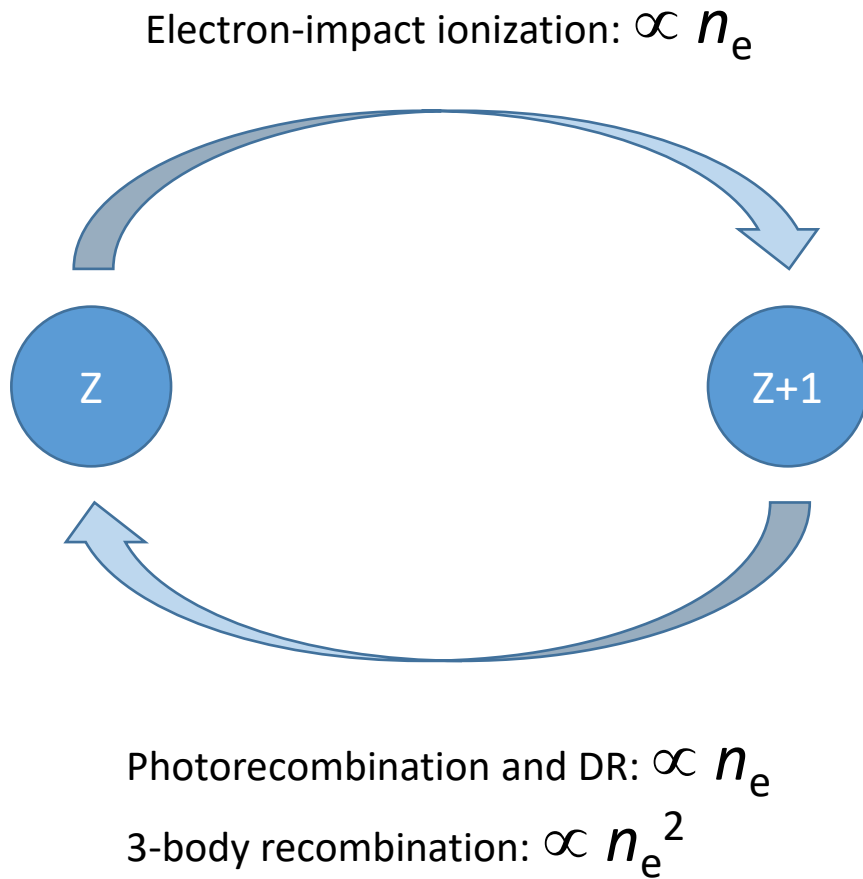 Electron-impact ionization: ∝ nₑ
Z
Z+1
Photorecombination and DR: ∝ nₑ
3-body recombination: ∝ nₑ²